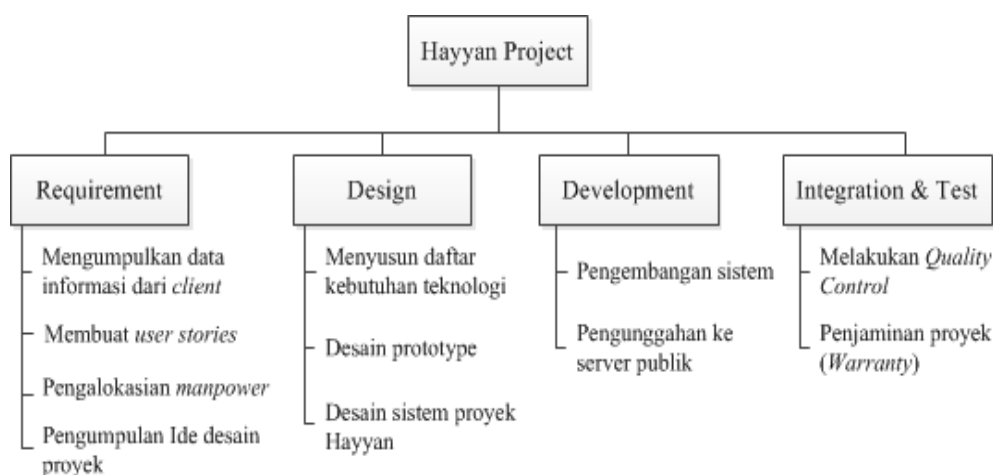 Hayyan Project
Requirement
Mengumpulkan data
informasi dari client
Membuat user stories
Pengalokasian manpower
Pengumpulan Ide desain
proyek
Design
Menyusun daftar
kebutuhan teknologi
Desain prototype
Desain sistem proyek
Hayyan
Development
Pengembangan sistem
Pengunggahan ke
server publik
Integration & Test
Melakukan Quality
Control
Penjaminan proyek
(Warranty)